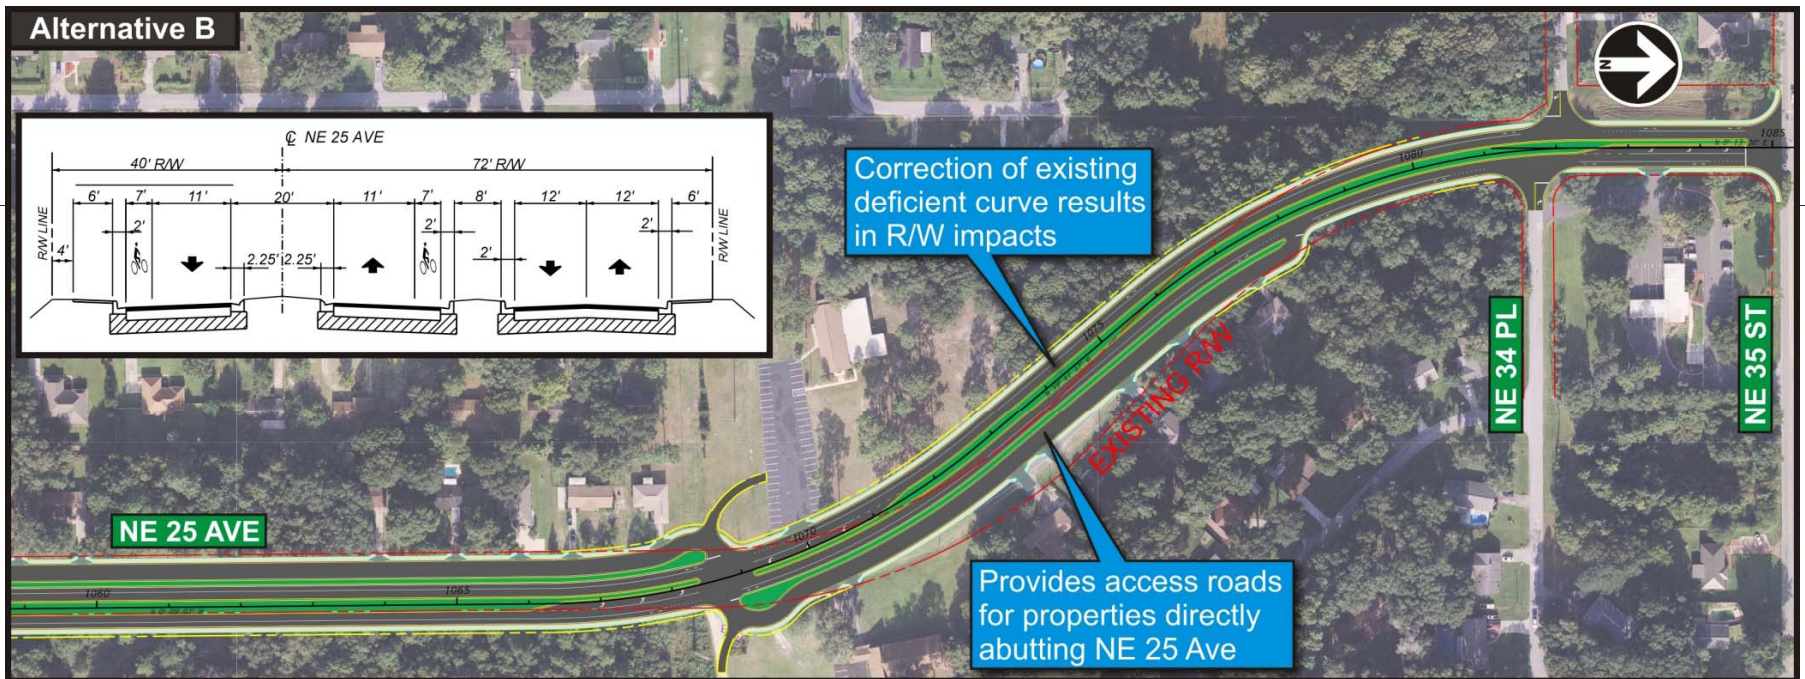 Alternative B
℄ NE 25 AVE
40' R/W
72' R/W
6'
7'
11'
20'
11'
7'
8'
12'
12'
6'
R/W LINE
4'
2'
2.25'
2.25'
2'
2'
2'
R/W LINE
N
Correction of existing
deficient curve results
in R/W impacts
EXISTING R/W
NE 34 PL
NE 35 ST
NE 25 AVE
Provides access roads
for properties directly
abutting NE 25 Ave
1060
1065
1070
1075
1080
1085